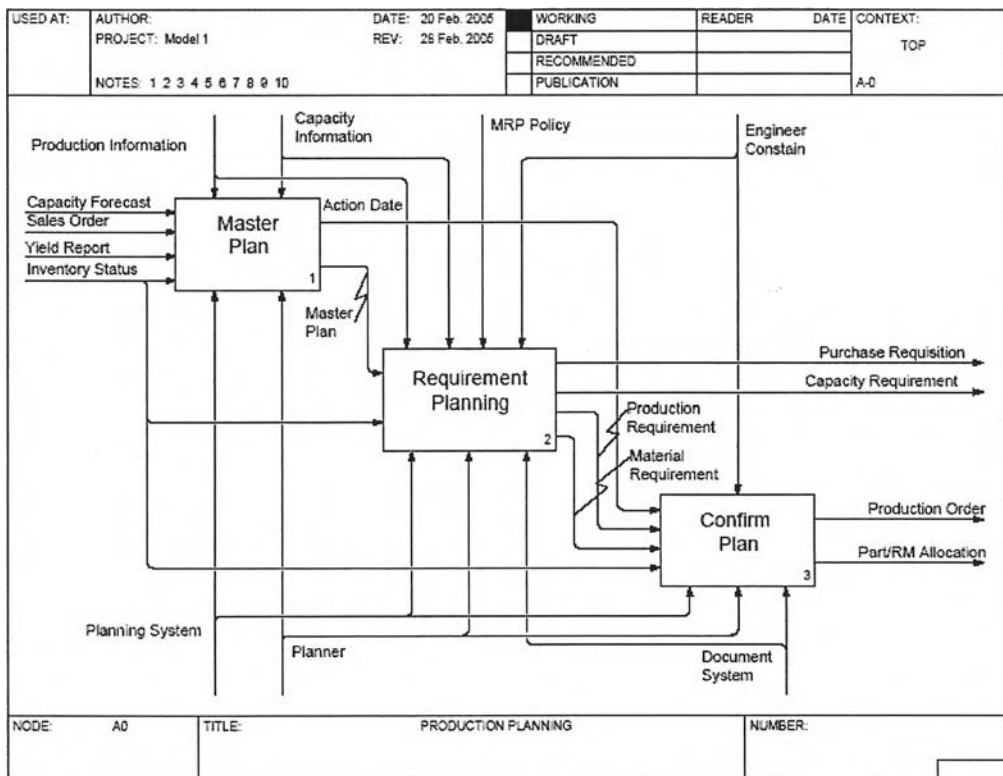 USED AT:
AUTHOR:
DATE: 20 Feb. 2005
WORKING
READER
DATE
CONTEXT:
PROJECT: Model 1
REV: 28 Feb. 2005
DRAFT
TOP
RECOMMENDED
NOTES: 1 2 3 4 5 6 7 8 9 10
PUBLICATION
A-0
Production Information
Capacity
Information
MRP Policy
Engineer
Constain
Capacity Forecast
Sales Order
Yield Report
Inventory Status
Master
Plan
1
Action Date
Master
Plan
Requirement
Planning
2
Purchase Requisition
Capacity Requirement
Production
Requirement
Material
Requirement
Confirm
Plan
3
Production Order
Part/RM Allocation
Planning System
Planner
Document
System
NODE: A0
TITLE: PRODUCTION PLANNING
NUMBER: